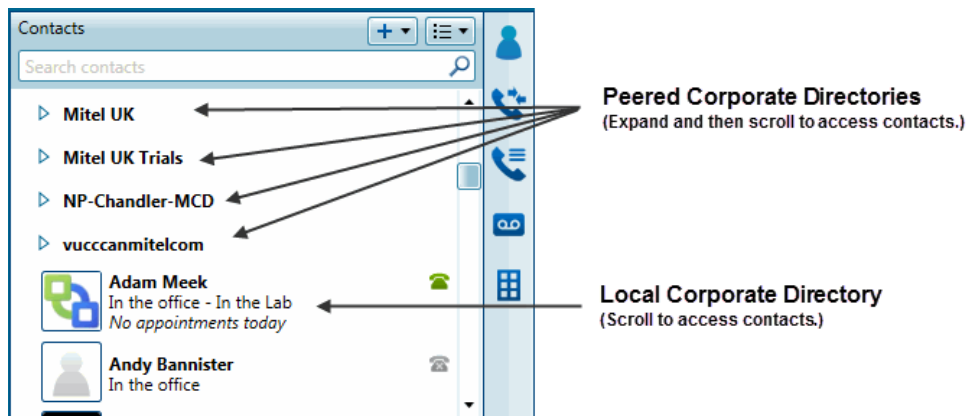 Contacts
Search contacts
Mitel UK
Mitel UK Trials
NP-Chandler-MCD
vucccanmitelcom
Adam Meek
In the office - In the Lab
No appointments today
Andy Bannister
In the office
Peered Corporate Directories
(Expand and then scroll to access contacts.)
Local Corporate Directory
(Scroll to access contacts.)